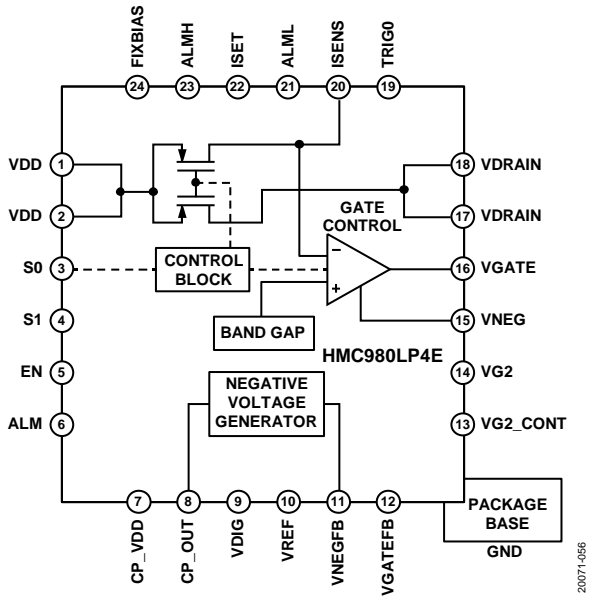 FIXBIAS
ALMH
ISET
ALML
ISENS
TRIG0
24
23
22
21
20
19
VDD 1
VDD 2
S0 3
S1 4
EN 5
ALM 6
18 VDRAIN
17 VDRAIN
16 VGATE
15 VNEG
14 VG2
13 VG2_CONT
GATE
CONTROL
–
+
CONTROL
BLOCK
BAND GAP
HMC980LP4E
NEGATIVE
VOLTAGE
GENERATOR
7
8
9
10
11
12
CP_VDD
CP_OUT
VDIG
VREF
VNEGFB
VGATEFB
PACKAGE
BASE
GND
20071-056